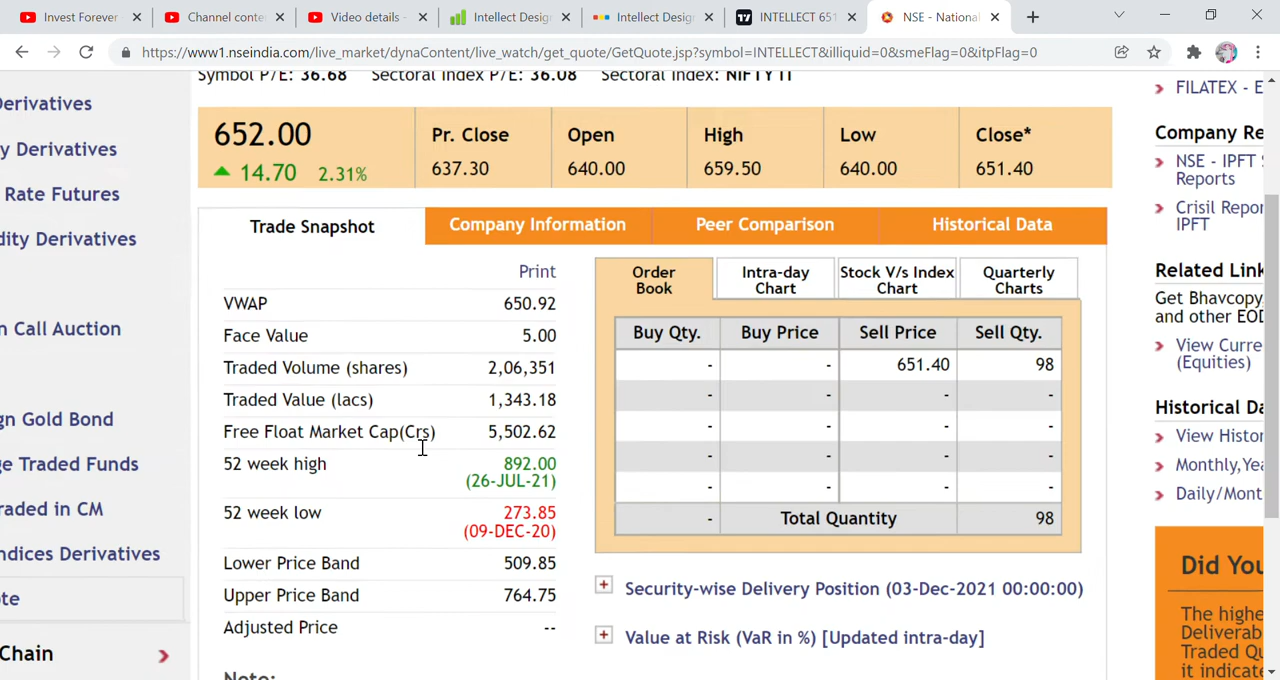 Invest Forever
Channel conte
Video details -
Intellect Desig
Intellect Desig
INTELLECT 651
NSE - Nationa
https://www1.nseindia.com/live_market/dynaContent/live_watch/get_quote/GetQuote.jsp?symbol=INTELLECT&illiquid=0&smeFlag=0&itpFlag=0
Symbol P/E: 36.68 Sectoral Index P/E: 36.08 Sectoral Index: NIFTY IT
652.00
14.70 2.31%
Pr. Close Open High Low Close*
637.30 640.00 659.50 640.00 651.40
Trade Snapshot Company Information Peer Comparison Historical Data
Print
VWAP 650.92
Face Value 5.00
Traded Volume (shares) 2,06,351
Traded Value (lacs) 1,343.18
Free Float Market Cap(Crs) 5,502.62
52 week high 892.00
(26-JUL-21)
52 week low 273.85
(09-DEC-20)
Lower Price Band 509.85
Upper Price Band 764.75
Adjusted Price --
Note:
Order
Book
Intra-day
Chart
Stock V/s Index
Chart
Quarterly
Charts
Buy Qty. Buy Price Sell Price Sell Qty.
- - 651.40 98
- - - -
- - - -
- - - -
- - - -
- Total Quantity 98
Security-wise Delivery Position (03-Dec-2021 00:00:00)
Value at Risk (VaR in %) [Updated intra-day]
Derivatives
y Derivatives
Rate Futures
dity Derivatives
n Call Auction
gn Gold Bond
ge Traded Funds
raded in CM
ndices Derivatives
te
Chain
FILATEX - E
Company Re
NSE - IPFT S
Reports
Crisil Repor
IPFT
Related Link
Get Bhavcopy
and other EOD
View Curre
(Equities)
Historical Da
View Histor
Monthly,Yea
Daily/Mont
Did You
The highe
Deliverab
Traded Qu
it indicate